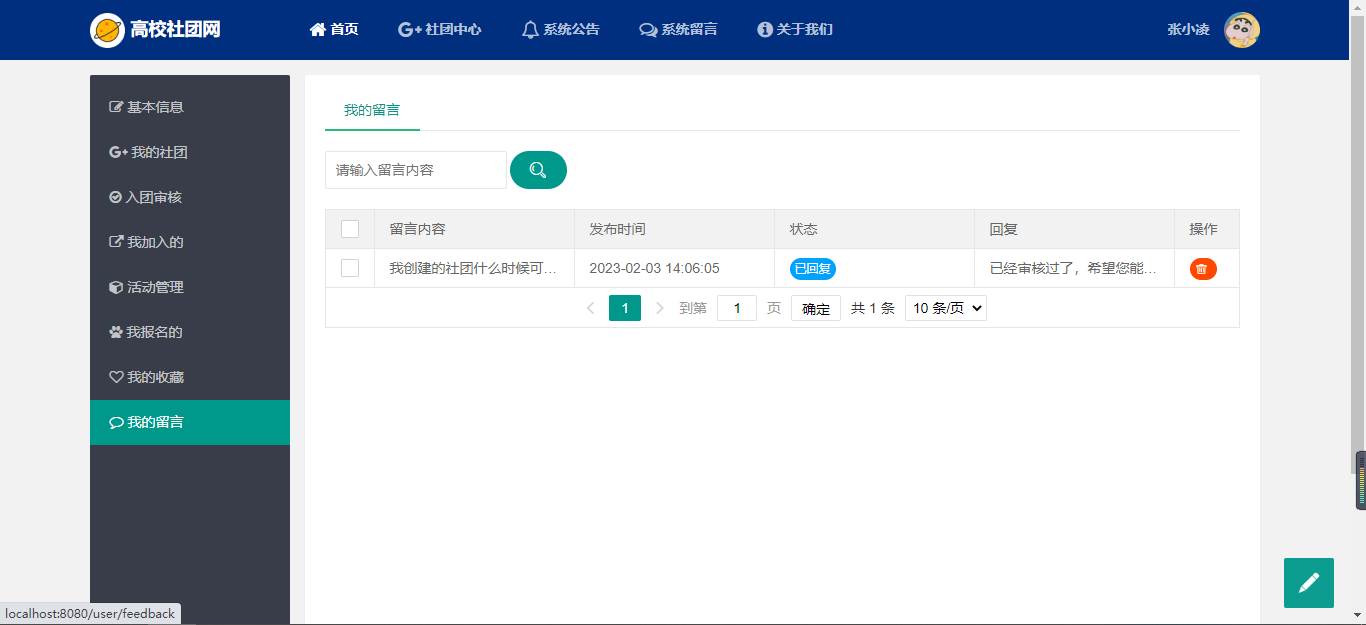 高校社团网
首页
社团中心
系统公告
系统留言
关于我们
张小凌
基本信息
我的社团
入团审核
我加入的
活动管理
我报名的
我的收藏
我的留言
我的留言
请输入留言内容
留言内容 发布时间 状态 回复 操作
我创建的社团什么时候可… 2023-02-03 14:06:05 已回复 已经审核过了，希望您能…
1 到第 1 页 确定 共 1 条 10 条/页
localhost:8080/user/feedback